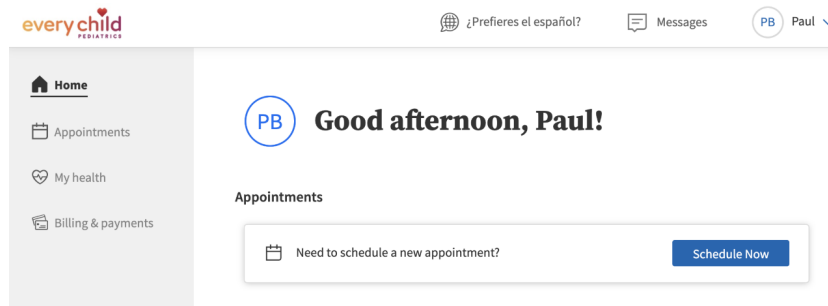 every child
PEDIATRICS
¿Prefieres el español?
Messages
PB
Paul
Home
Appointments
My health
Billing & payments
PB
Good afternoon, Paul!
Appointments
Need to schedule a new appointment?
Schedule Now